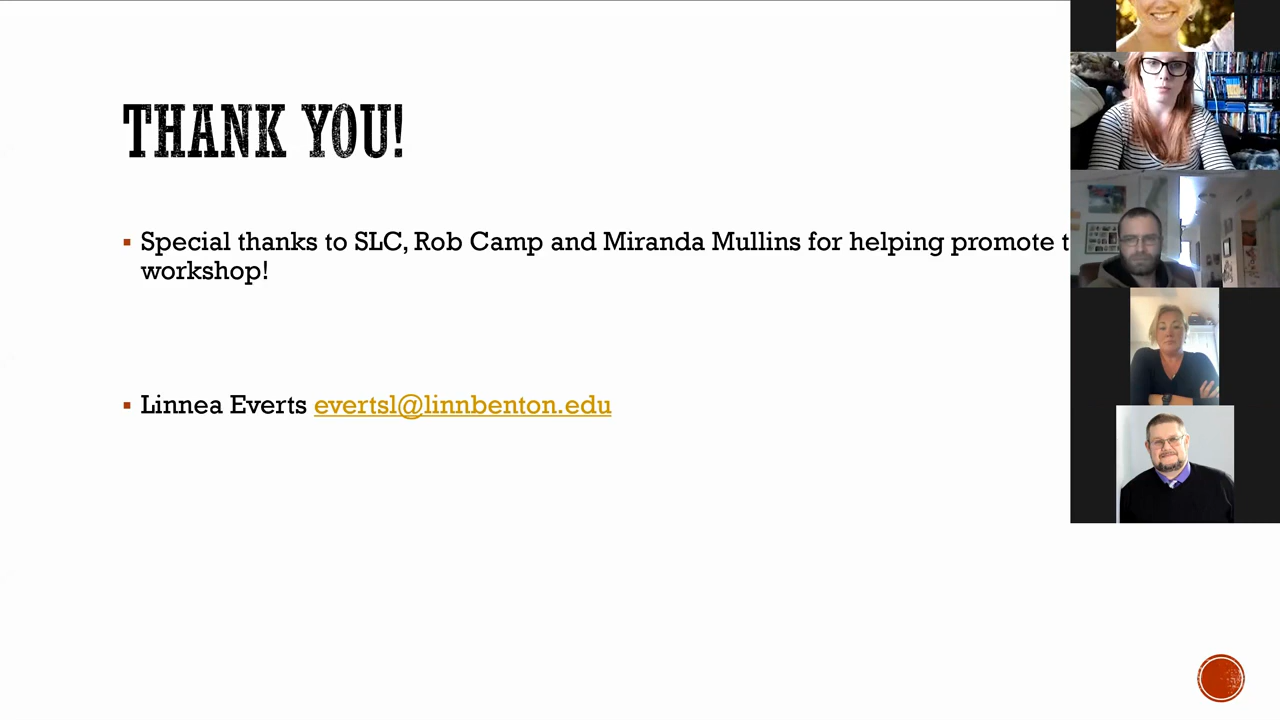 THANK YOU!
Special thanks to SLC, Rob Camp and Miranda Mullins for helping promote t
workshop!
Linnea Everts evertsl@linnbenton.edu